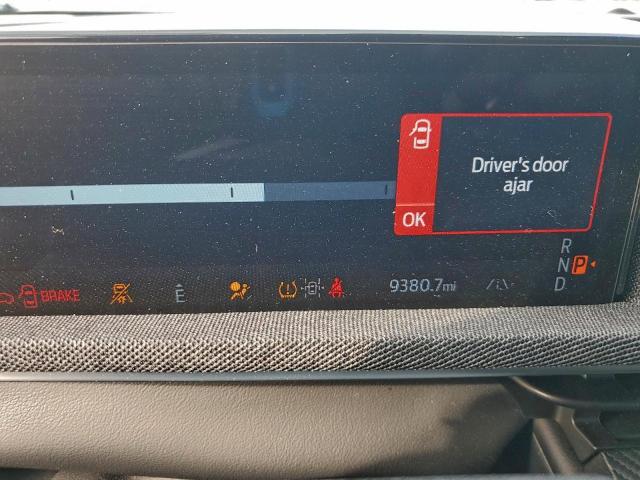 Driver's door
ajar
OK
R
N P
D
BRAKE
E
9380.7mi